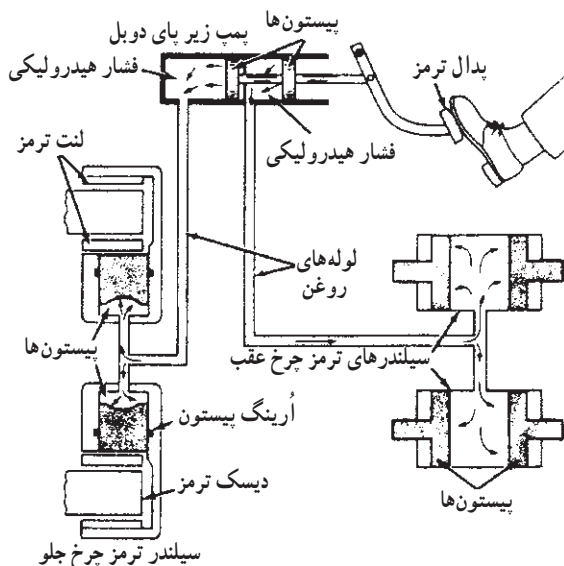 پمپ زیر پای دوبل
پیستون‌ها
فشار هیدرولیکی
پدال ترمز
فشار هیدرولیکی
لنت ترمز
لوله‌های
روغن
پیستون‌ها
سیلندرهای ترمز چرخ عقب
اُرینگ پیستون
دیسک ترمز
پیستون‌ها
سیلندر ترمز چرخ جلو